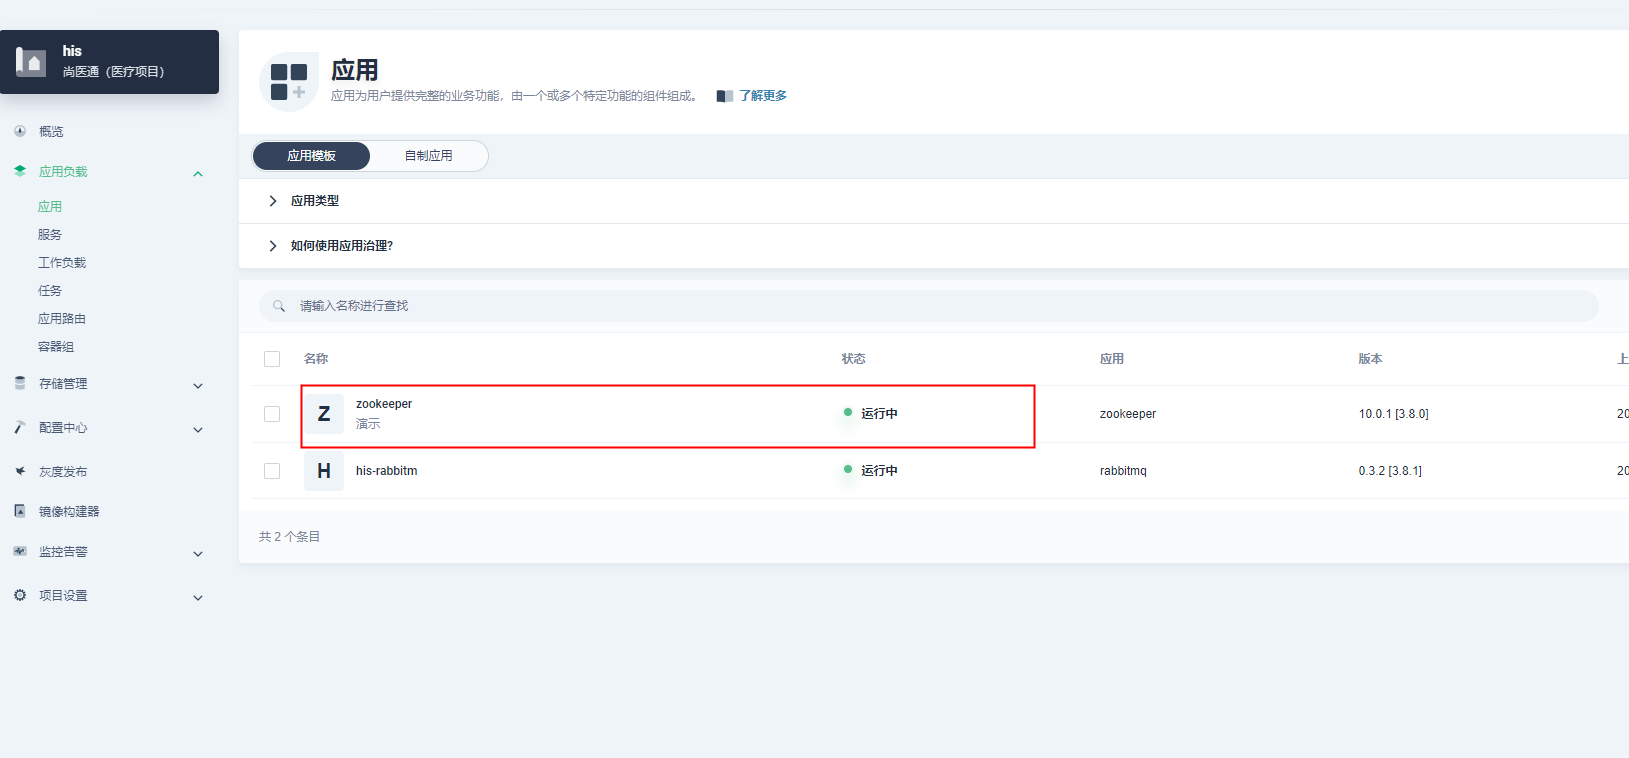 his
尚医通（医疗项目）
概览
应用负载
应用
服务
工作负载
任务
应用路由
容器组
存储管理
配置中心
灰度发布
镜像构建器
监控告警
项目设置
应用
应用为用户提供完整的业务功能，由一个或多个特定功能的组件组成。 了解更多
应用模板 自制应用
应用类型
如何使用应用治理?
请输入名称进行查找
名称 状态 应用 版本 上
Z zookeeper 运行中 zookeeper 10.0.1 [3.8.0] 20
演示
H his-rabbitm 运行中 rabbitmq 0.3.2 [3.8.1] 20
共 2 个条目